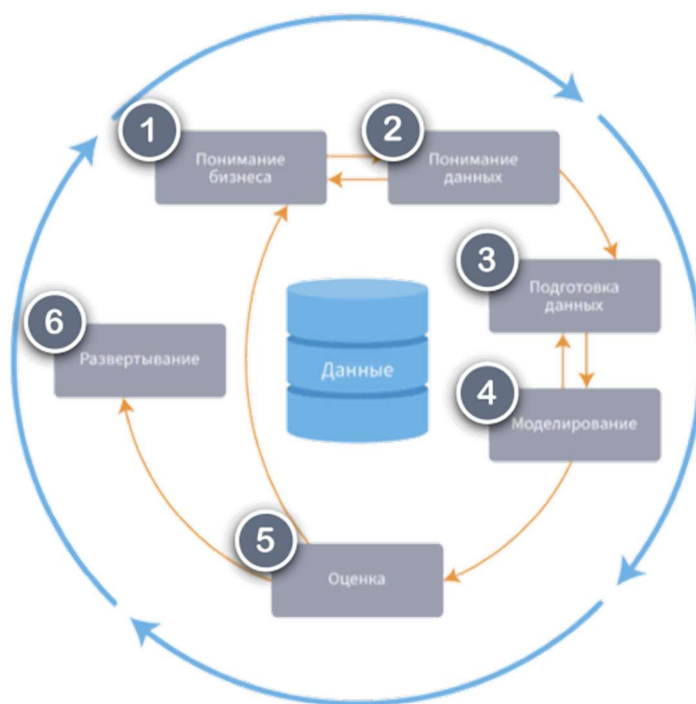 1
Понимание
бизнеса
2
Понимание
данных
3
Подготовка
данных
4
Моделирование
5
Оценка
6
Развертывание
Данные